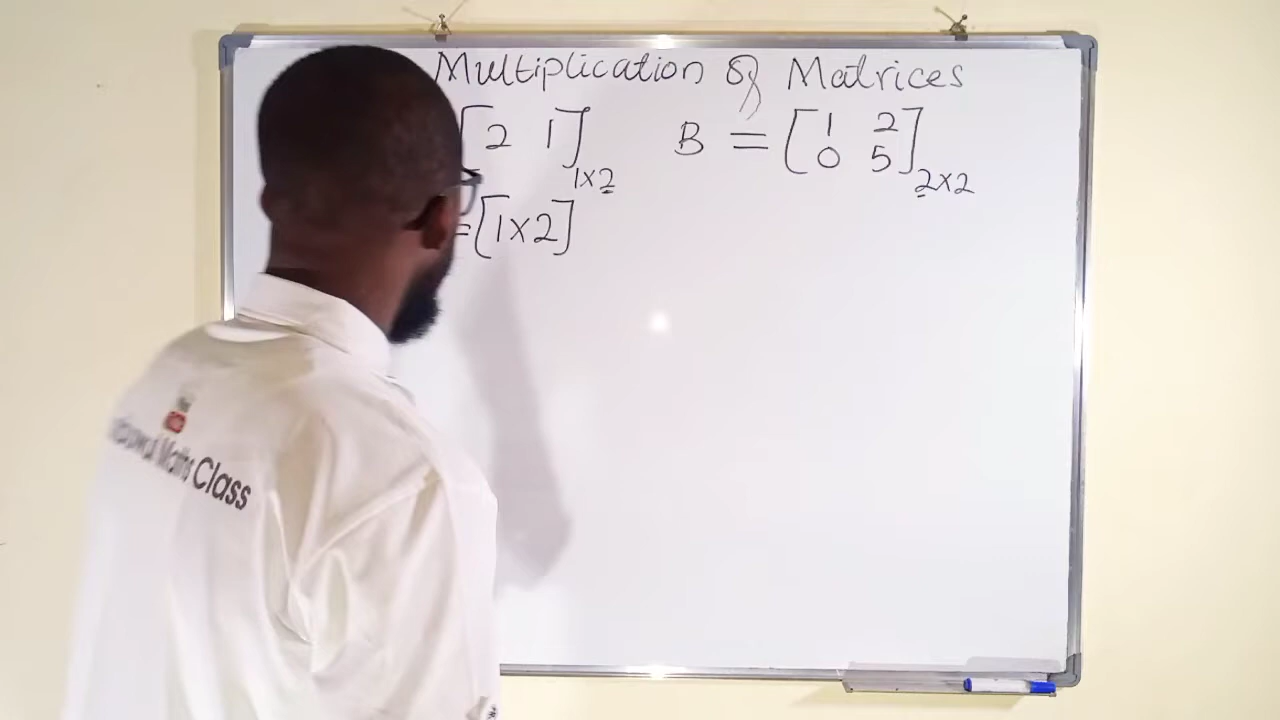 Multiplication of Matrices
[2 1]1x2 B = [1 2
0 5]2x2
=[1x2]
Maths Class